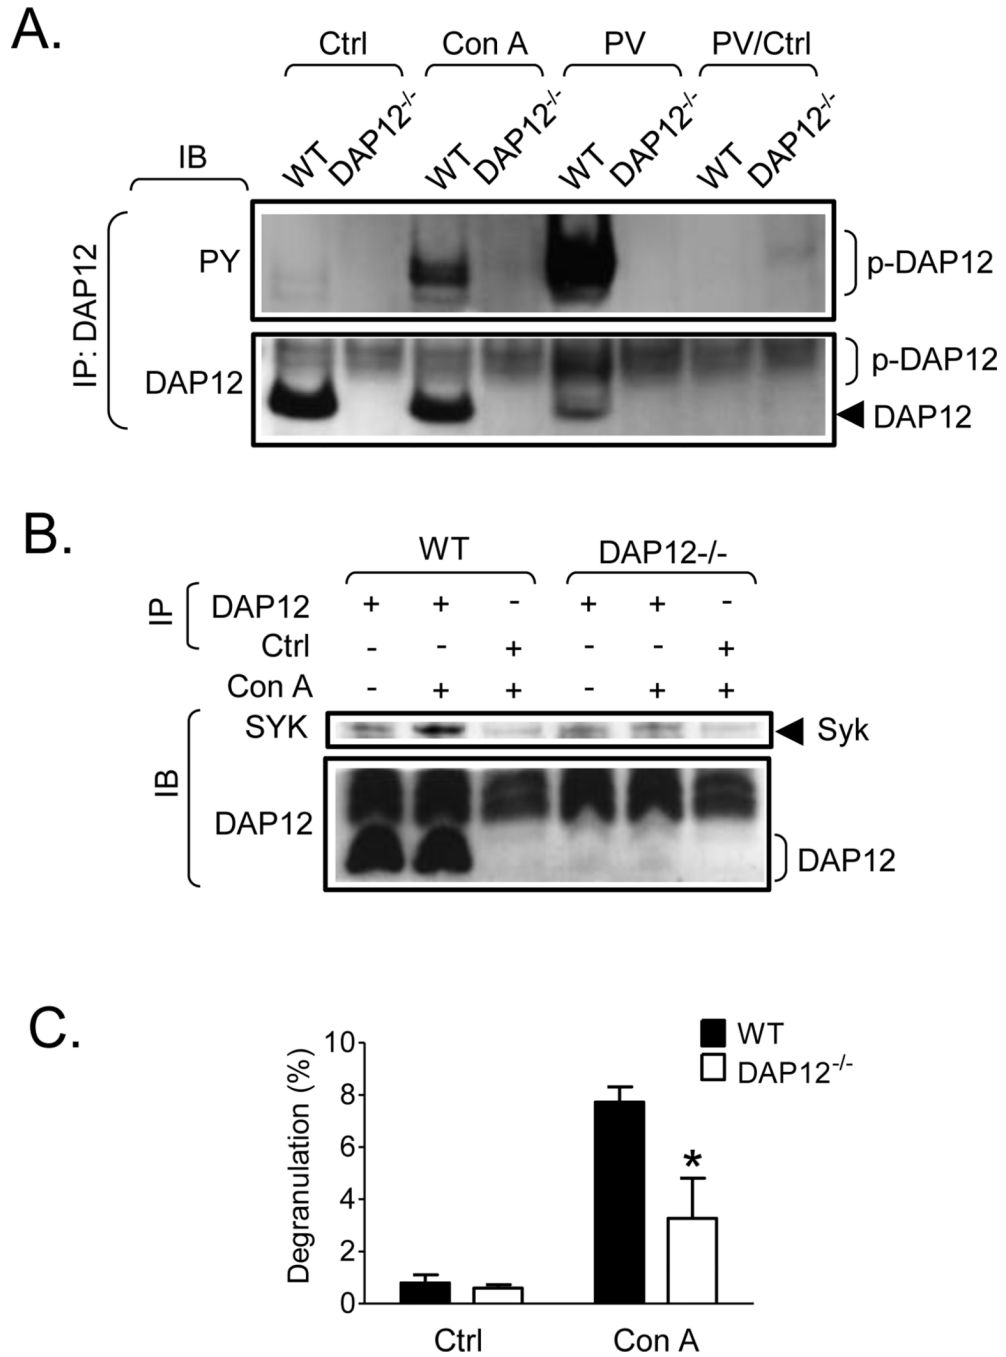 A.
Ctrl Con A PV PV/Ctrl
WT DAP12-/- WT DAP12-/- WT DAP12-/- WT DAP12-/-
IB
IP: DAP12
PY p-DAP12
p-DAP12
DAP12
DAP12
B.
WT DAP12-/-
IP
DAP12 + + - + + -
Ctrl - - + - - +
Con A - + + - + +
IB
SYK Syk
DAP12 DAP12
C.
Degranulation (%)
10
8
6
4
2
0
WT
DAP12-/-
*
Ctrl Con A